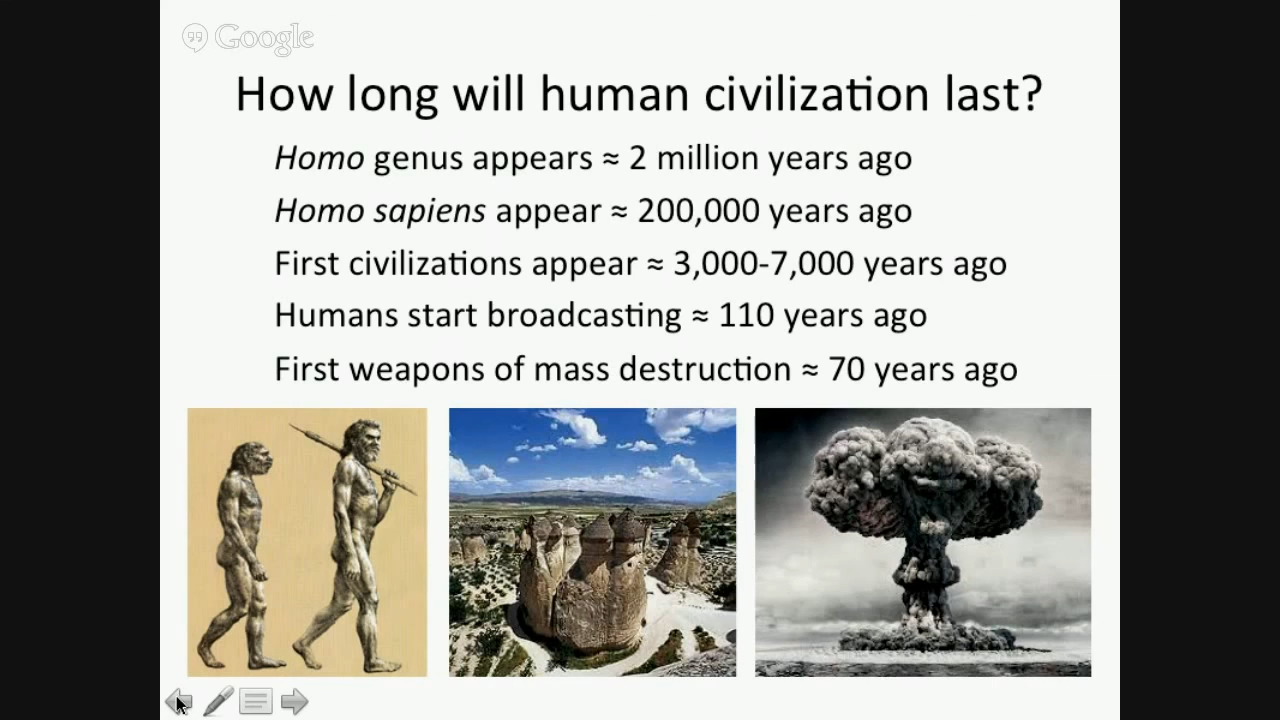 Google
How long will human civilization last?
Homo genus appears ≈ 2 million years ago
Homo sapiens appear ≈ 200,000 years ago
First civilizations appear ≈ 3,000-7,000 years ago
Humans start broadcasting ≈ 110 years ago
First weapons of mass destruction ≈ 70 years ago